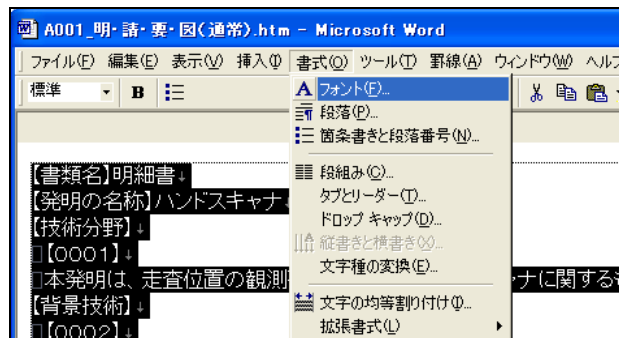 A001_明・請・要・図(通常).htm - Microsoft Word
ファイル(F) 編集(E) 表示(V) 挿入(I) 書式(O) ツール(T) 罫線(A) ウィンドウ(W) ヘル
標準 B
フォント(F)...
段落(P)...
箇条書きと段落番号(N)...
段組み(C)...
タブとリーダー(T)...
ドロップ キャップ(D)...
縦書きと横書き(X)...
文字種の変換(E)...
文字の均等割り付け(I)...
拡張書式(L)
【書類名】明細書↓
【発明の名称】ハンドスキャナ
【技術分野】↓
【0001】↓
本発明は、走査位置の観測 ナに関する
【背景技術】↓
【0002】↓